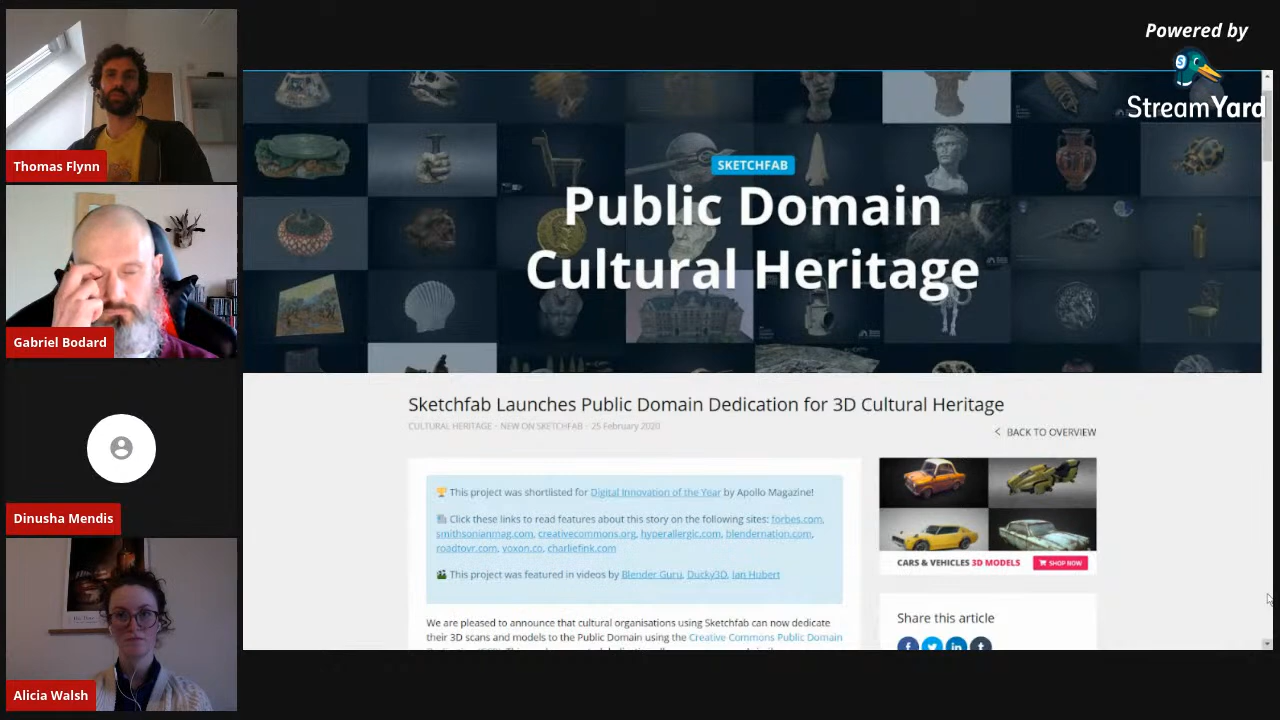 Powered by
StreamYard
Thomas Flynn
Gabriel Bodard
Dinusha Mendis
Alicia Walsh
SKETCHFAB
Public Domain
Cultural Heritage
Sketchfab Launches Public Domain Dedication for 3D Cultural Heritage
CULTURAL HERITAGE - NEW ON SKETCHFAB - 25 February 2020
< BACK TO OVERVIEW
🏆 This project was shortlisted for Digital Innovation of the Year by Apollo Magazine!
Click these links to read features about this story on the following sites: forbes.com,
smithsonianmag.com, creativecommons.org, hyperallergic.com, blendernation.com,
roadtovr.com, voxon.co, charliefink.com
This project was featured in videos by Blender Guru, Ducky3D, Ian Hubert
We are pleased to announce that cultural organisations using Sketchfab can now dedicate
their 3D scans and models to the Public Domain using the Creative Commons Public Domain
CARS & VEHICLES 3D MODELS
SHOP NOW
Share this article